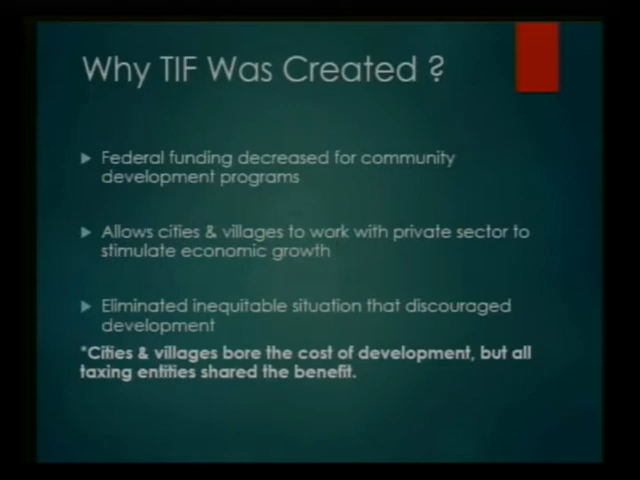 Why TIF Was Created ?
Federal funding decreased for community
development programs
Allows cities & villages to work with private sector to
stimulate economic growth
Eliminated inequitable situation that discouraged
development
*Cities & villages bore the cost of development, but all
taxing entities shared the benefit.